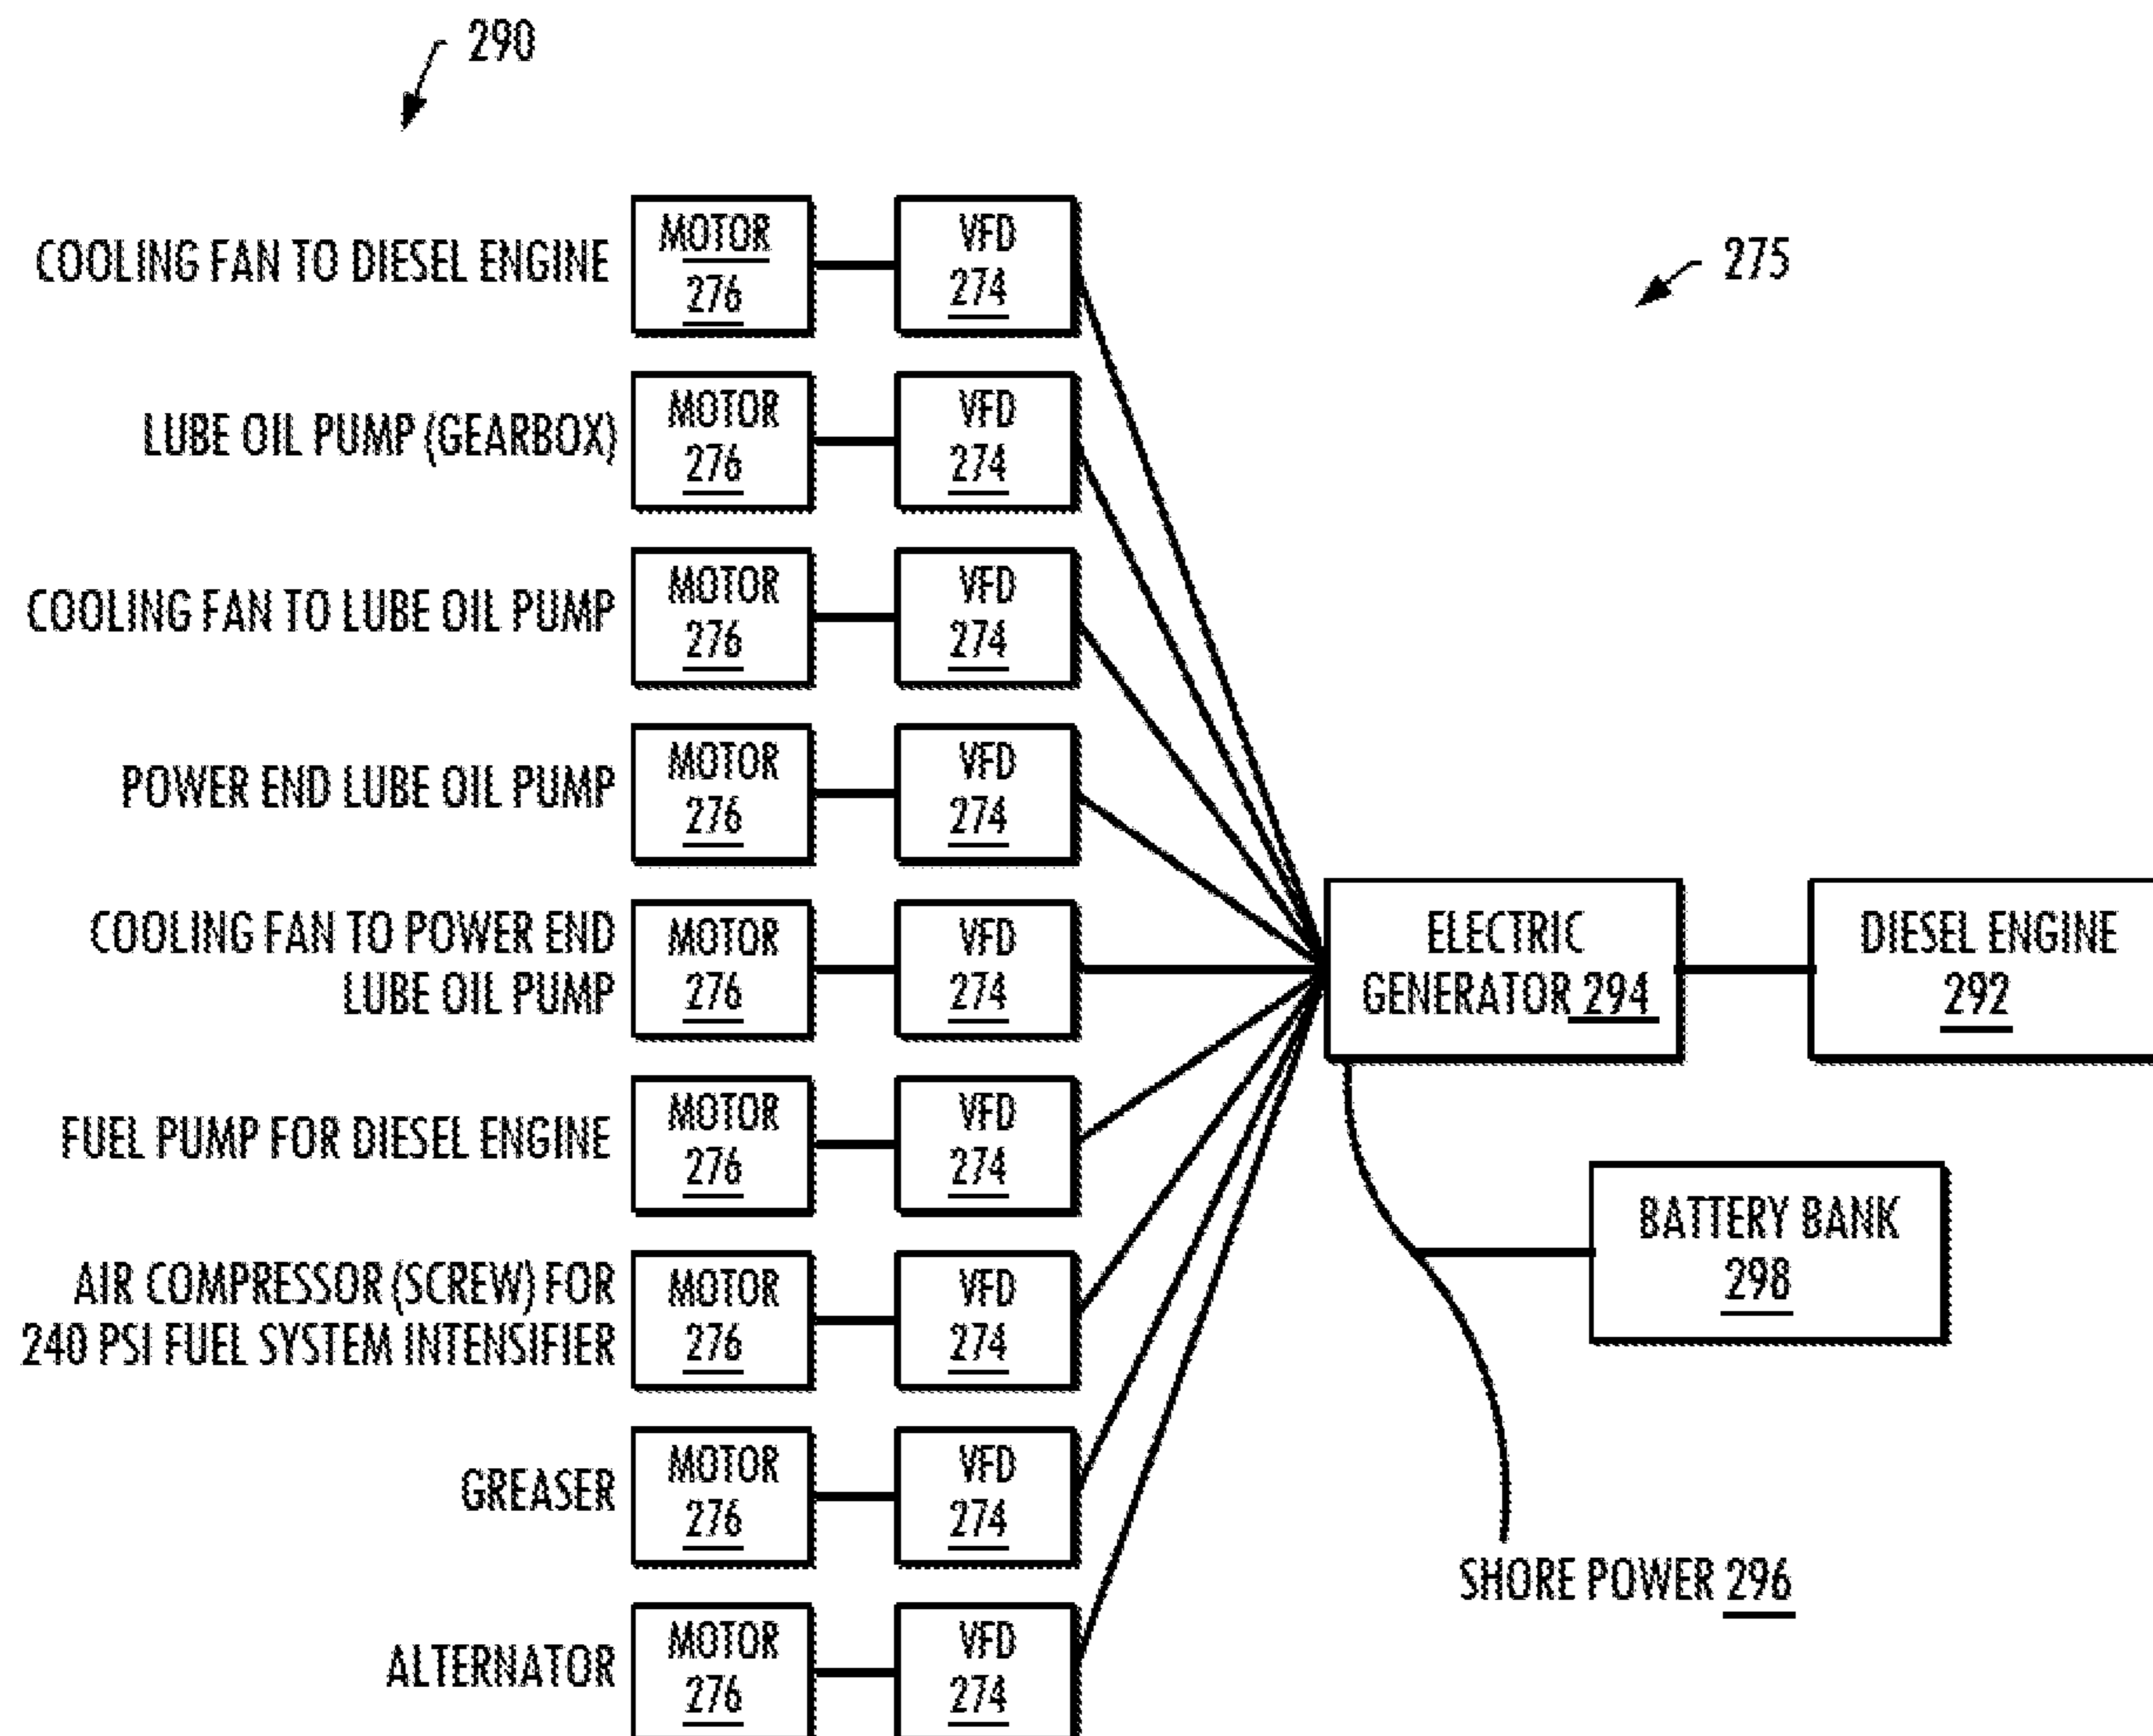 290
275
COOLING FAN TO DIESEL ENGINE
MOTOR
276
VFD
274
LUBE OIL PUMP (GEARBOX)
MOTOR
276
VFD
274
COOLING FAN TO LUBE OIL PUMP
MOTOR
276
VFD
274
POWER END LUBE OIL PUMP
MOTOR
276
VFD
274
COOLING FAN TO POWER END
LUBE OIL PUMP
MOTOR
276
VFD
274
ELECTRIC
GENERATOR 294
DIESEL ENGINE
292
FUEL PUMP FOR DIESEL ENGINE
MOTOR
276
VFD
274
BATTERY BANK
298
AIR COMPRESSOR (SCREW) FOR
240 PSI FUEL SYSTEM INTENSIFIER
MOTOR
276
VFD
274
GREASER
MOTOR
276
VFD
274
SHORE POWER 296
ALTERNATOR
MOTOR
276
VFD
274